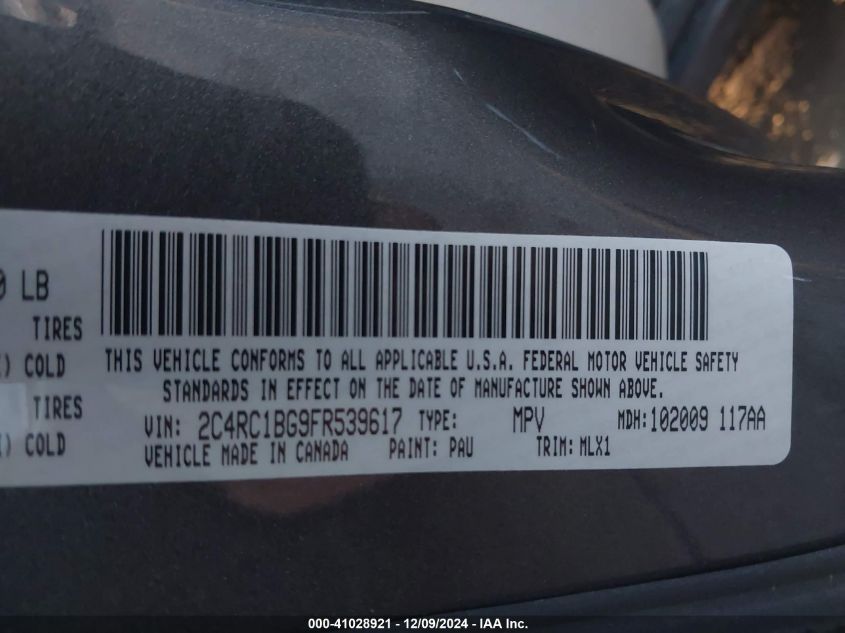 0 LB
TIRES
) COLD
TIRES
) COLD
THIS VEHICLE CONFORMS TO ALL APPLICABLE U.S.A. FEDERAL MOTOR VEHICLE SAFETY
STANDARDS IN EFFECT ON THE DATE OF MANUFACTURE SHOWN ABOVE.
VIN: 2C4RC1BG9FR539617 TYPE: MPV MDH:102009 117AA
VEHICLE MADE IN CANADA PAINT: PAU TRIM: MLX1
000-41028921 - 12/09/2024 - IAA Inc.